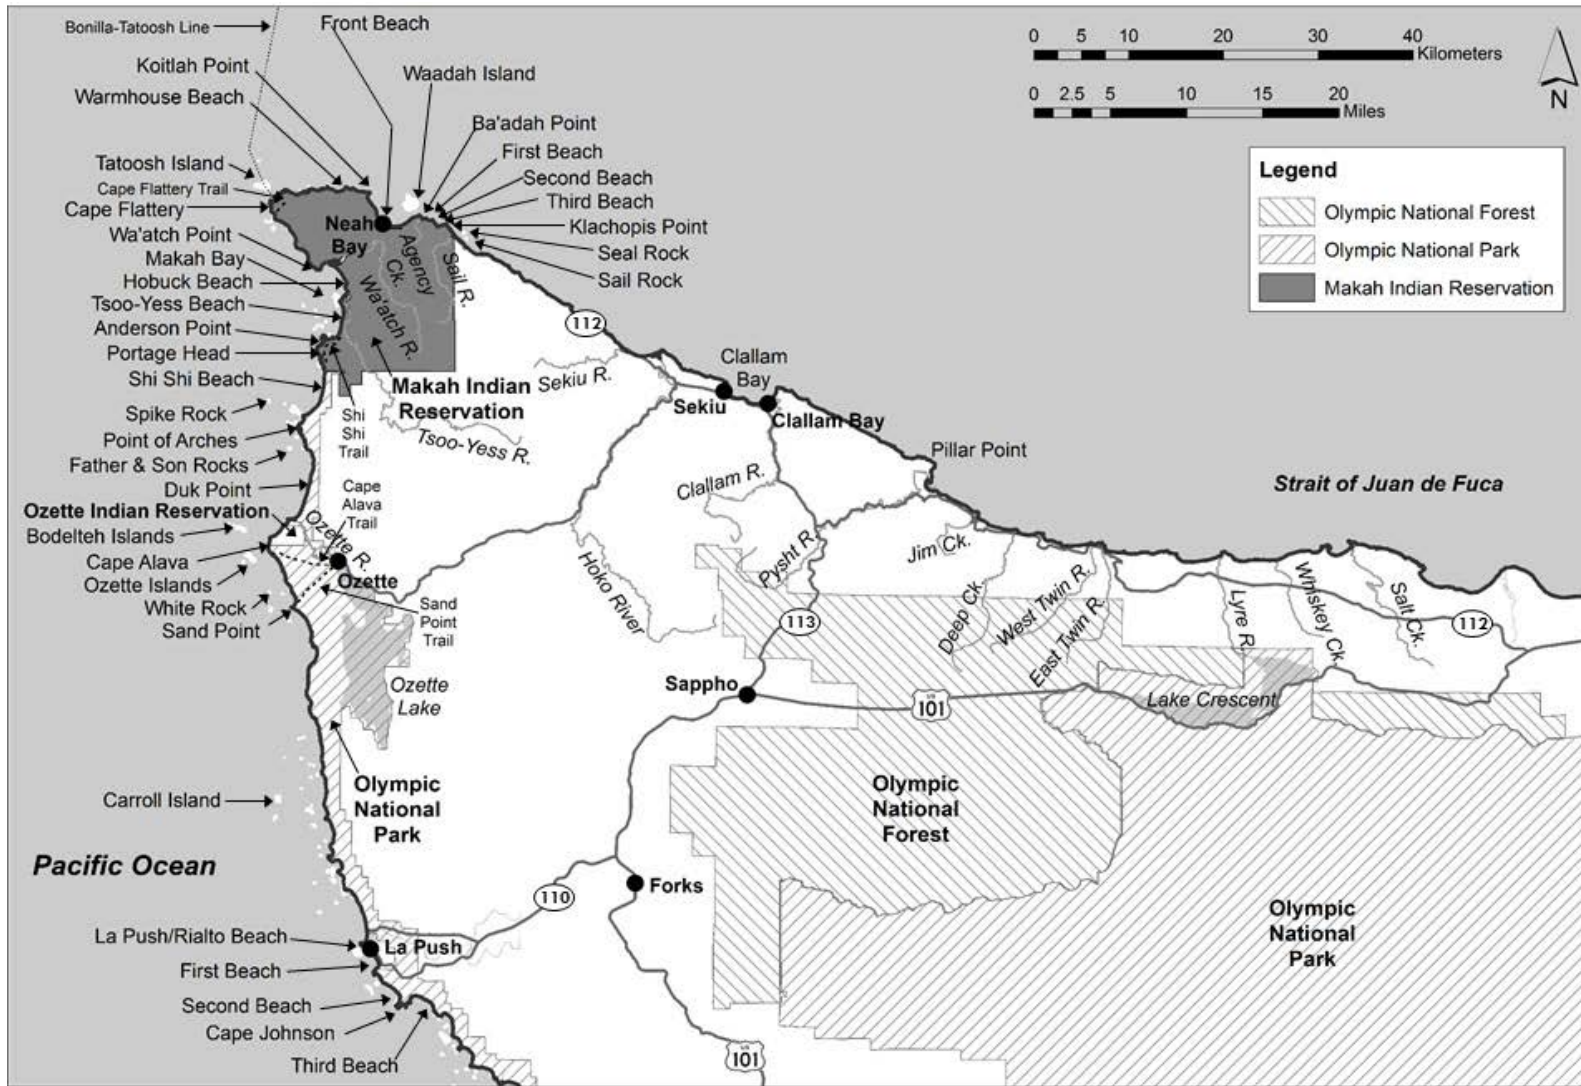 Bonilla-Tatoosh Line
Front Beach
Koitlah Point
Waadah Island
Warmhouse Beach
Ba'adah Point
First Beach
Tatoosh Island
Second Beach
Cape Flattery Trail
Third Beach
Cape Flattery
Klachopis Point
Wa'atch Point
Seal Rock
Makah Bay
Sail Rock
Hobuck Beach
Tsoo-Yess Beach
Anderson Point
Portage Head
Shi Shi Beach
Spike Rock
Point of Arches
Father & Son Rocks
Duk Point
Ozette Indian Reservation
Bodelteh Islands
Cape Alava
Ozette Islands
White Rock
Sand Point
Carroll Island
Pacific Ocean
La Push/Rialto Beach
First Beach
Second Beach
Cape Johnson
Third Beach
Neah
Bay
Agency
Ck.
Sail R.
Wa'atch R.
Makah Indian
Reservation
Shi
Shi
Trail
Tsoo-Yess R.
Cape
Alava
Trail
Ozette R.
Ozette
Sand
Point
Trail
Ozette
Lake
Olympic
National
Park
La Push
110
Forks
112
Sekiu R.
Clallam
Bay
Sekiu
Clallam Bay
Pillar Point
Clallam R.
Hoko River
Pysht R.
Jim Ck.
Deep Ck.
West Twin R.
East Twin R.
113
Sappho
US
101
Lyre R.
Whiskey Ck.
Salt Ck.
112
Lake Crescent
Olympic
National
Forest
Olympic
National
Park
US
101
Strait of Juan de Fuca
0 5 10 20 30 40
Kilometers
0 2.5 5 10 15 20
Miles
N
Legend
Olympic National Forest
Olympic National Park
Makah Indian Reservation